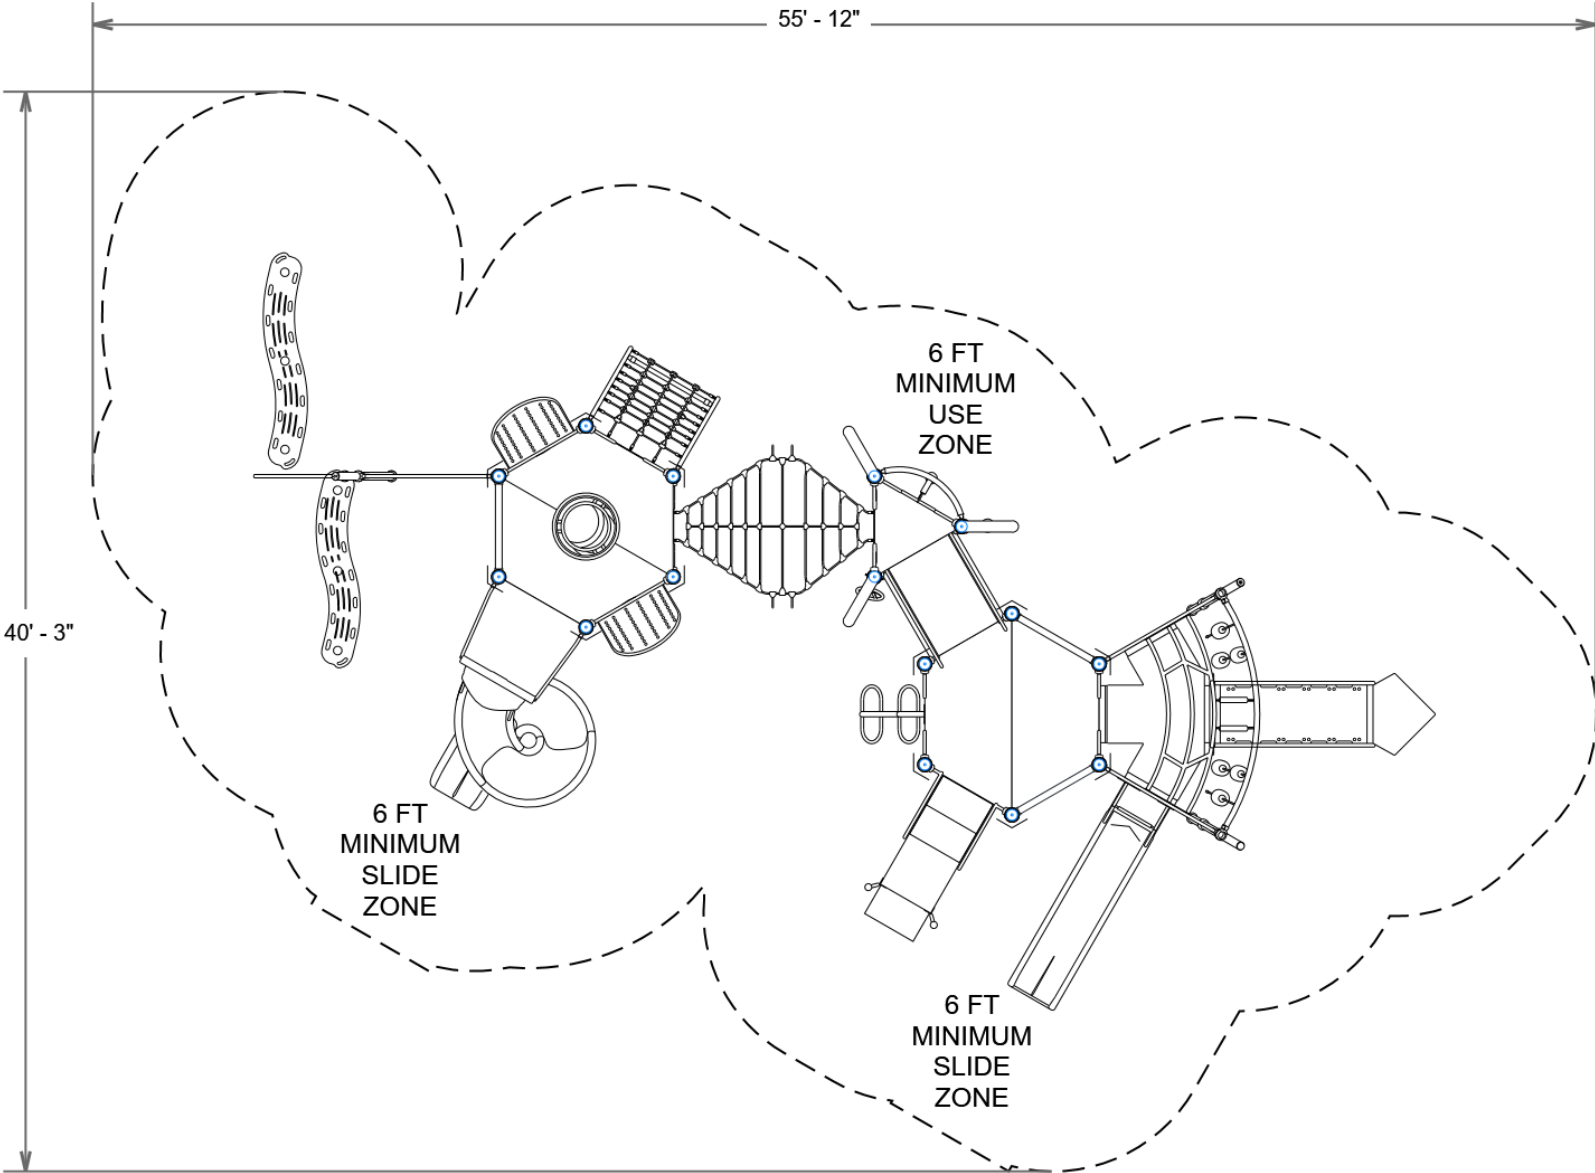 55' - 12"
6 FT
MINIMUM
USE
ZONE
40' - 3"
6 FT
MINIMUM
SLIDE
ZONE
6 FT
MINIMUM
SLIDE
ZONE